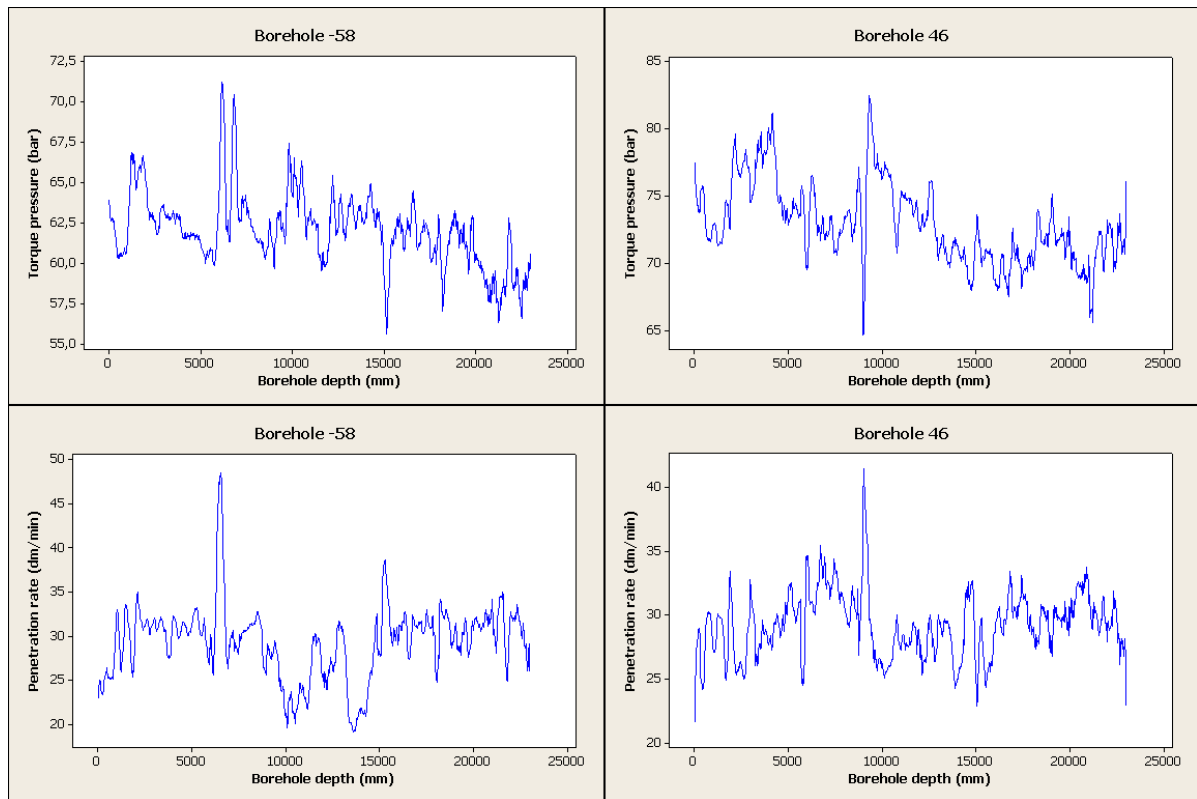 Borehole -58
72,5
70,0
67,5
65,0
62,5
60,0
57,5
55,0
Torque pressure (bar)
0 5000 10000 15000 20000 25000
Borehole depth (mm)
Borehole 46
85
80
75
70
65
Torque pressure (bar)
0 5000 10000 15000 20000 25000
Borehole depth (mm)
Borehole -58
50
45
40
35
30
25
20
Penetration rate (dm/min)
0 5000 10000 15000 20000 25000
Borehole depth (mm)
Borehole 46
40
35
30
25
20
Penetration rate (dm/min)
0 5000 10000 15000 20000 25000
Borehole depth (mm)